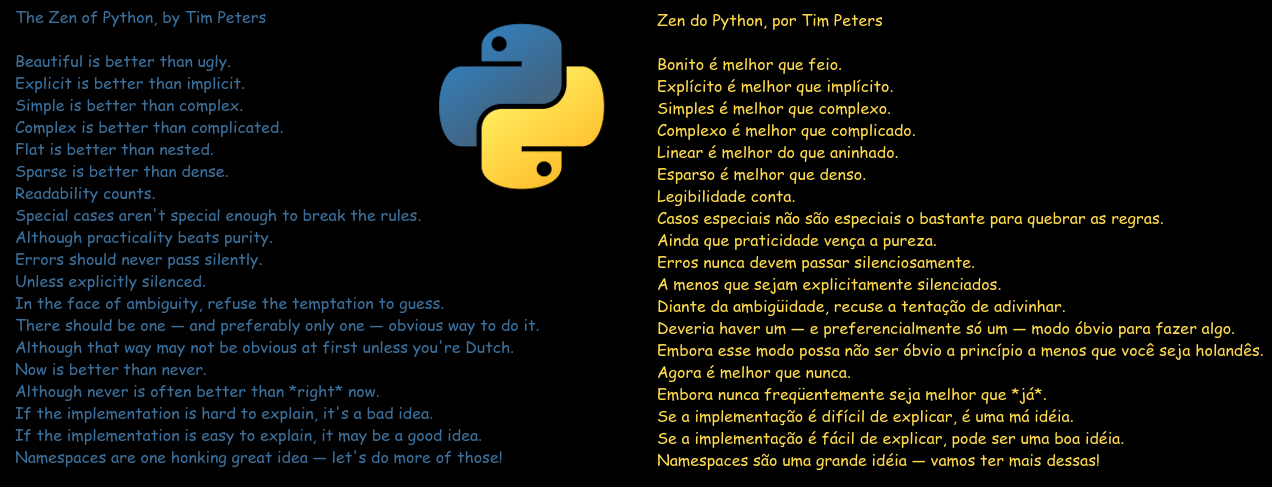 The Zen of Python, by Tim Peters
Beautiful is better than ugly.
Explicit is better than implicit.
Simple is better than complex.
Complex is better than complicated.
Flat is better than nested.
Sparse is better than dense.
Readability counts.
Special cases aren't special enough to break the rules.
Although practicality beats purity.
Errors should never pass silently.
Unless explicitly silenced.
In the face of ambiguity, refuse the temptation to guess.
There should be one — and preferably only one — obvious way to do it.
Although that way may not be obvious at first unless you're Dutch.
Now is better than never.
Although never is often better than *right* now.
If the implementation is hard to explain, it's a bad idea.
If the implementation is easy to explain, it may be a good idea.
Namespaces are one honking great idea — let's do more of those!
Zen do Python, por Tim Peters
Bonito é melhor que feio.
Explícito é melhor que implícito.
Simples é melhor que complexo.
Complexo é melhor que complicado.
Linear é melhor do que aninhado.
Esparso é melhor que denso.
Legibilidade conta.
Casos especiais não são especiais o bastante para quebrar as regras.
Ainda que praticidade vença a pureza.
Erros nunca devem passar silenciosamente.
A menos que sejam explicitamente silenciados.
Diante da ambigüidade, recuse a tentação de adivinhar.
Deveria haver um — e preferencialmente só um — modo óbvio para fazer algo.
Embora esse modo possa não ser óbvio a princípio a menos que você seja holandês.
Agora é melhor que nunca.
Embora nunca freqüentemente seja melhor que *já*.
Se a implementação é difícil de explicar, é uma má idéia.
Se a implementação é fácil de explicar, pode ser uma boa idéia.
Namespaces são uma grande idéia — vamos ter mais dessas!